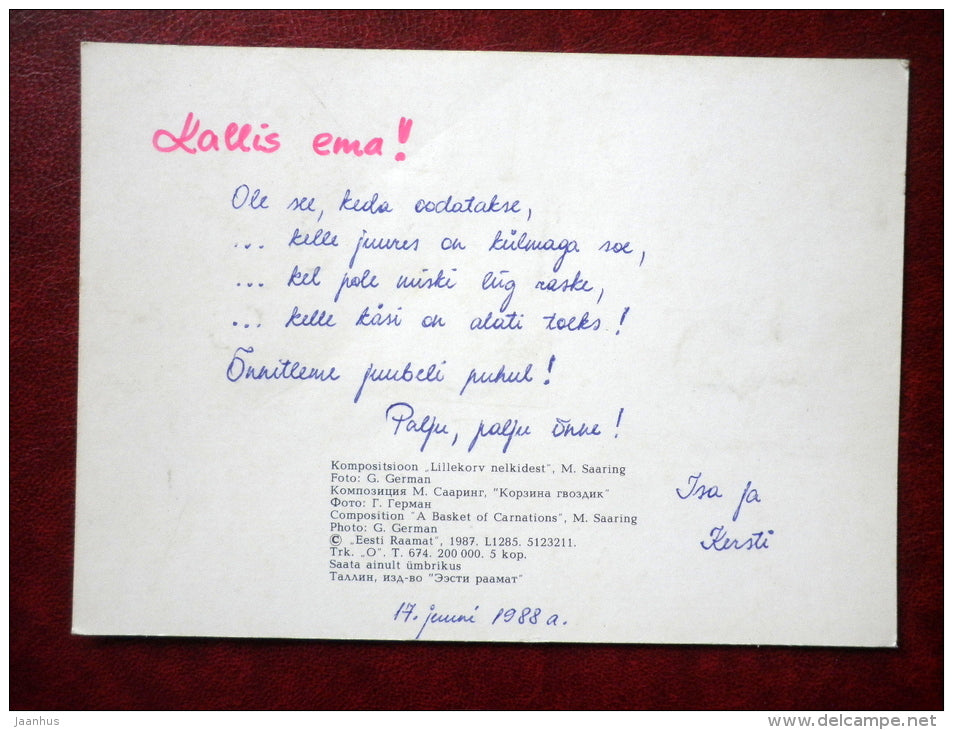 Kallis ema!
Ole see, keda oodatakse,
... kelle juures on külmaga soe,
... kel pole miski liig raske,
... kelle käsi on alati toeks!
Õnnitleme juubeli puhul!
Palju, palju õnne!
Kompositsioon „Lillekorv nelkidest", M. Saaring
Foto: G. German
Композиция М. Сааринг, "Корзина гвоздик"
Фото: Г. Герман
Composition "A Basket of Carnations", M. Saaring
Photo: G. German
© „Eesti Raamat", 1987. L1285. 5123211.
Trk. „O". T. 674. 200 000. 5 kop.
Saata ainult ümbrikus
Таллин, изд-во "Ээсти раамат"
Isa ja
Kersti
17. juuni 1988 a.
Jaanhus
http://www.delcampe.net